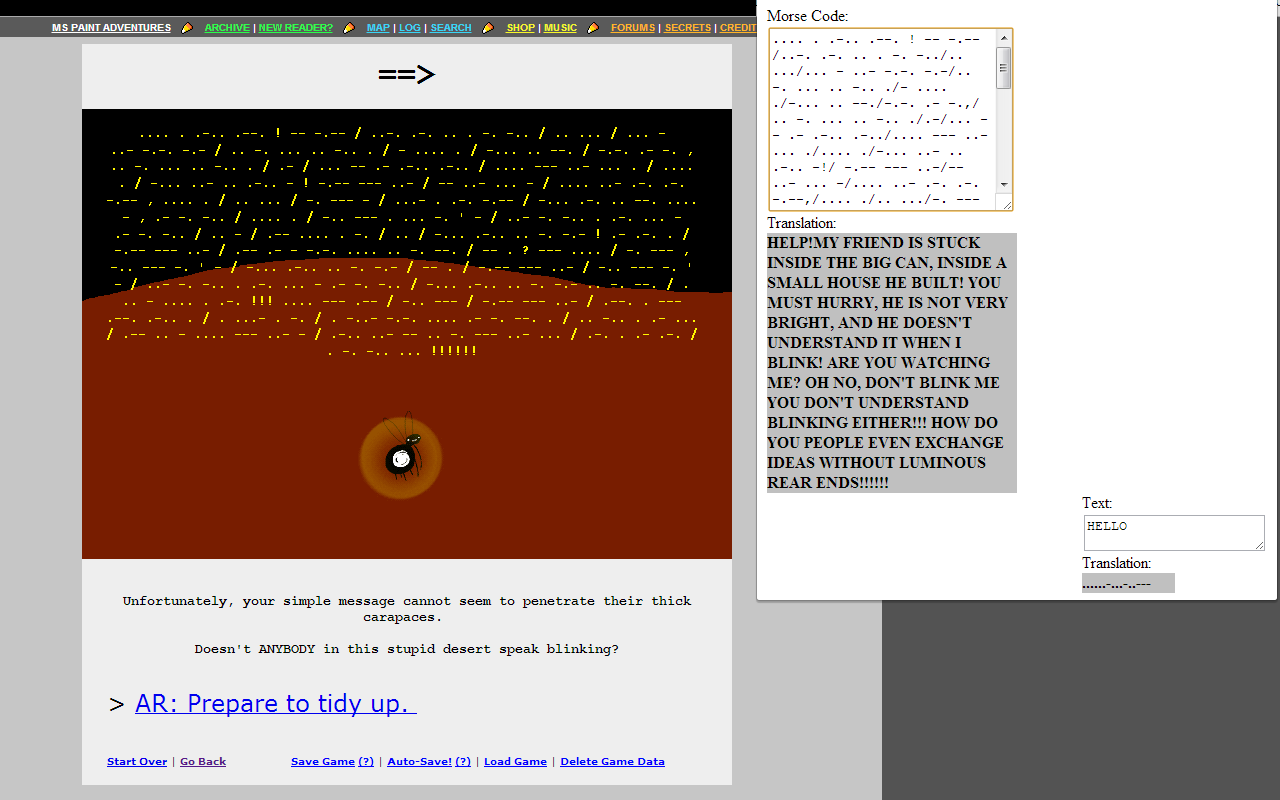 MS PAINT ADVENTURES ARCHIVE | NEW READER? MAP | LOG | SEARCH SHOP | MUSIC FORUMS | SECRETS | CREDIT
==>
.... . .-.. .--. ! -- -.-- / ..-. .-. .. . -. -.. / .. ... / ... -
..- -.-. -.- / .. -. ... .. -.. . / - .... . / -... .. --. / -.-. .- -. ,
.. -. ... .. -.. . / .- / ... -- .- .-.. .-.. / .... --- ..- ... . / ....
. / -... ..- .. .-.. - ! -.-- --- ..- / -- ..- ... - / .... ..- .-. .-.
-.-- , .... . / .. ... / -. --- - / ...- . .-. -.-- / -... .-. .. --. ....
- , .- -. -.. / .... . / -.. --- . ... -. ' - / ..- -. -.. . .-. ... -
.- -. -.. / .. - / .-- .... . -. / .. / -... .-.. .. -. -.- ! .- .-. . /
-.-- --- ..- / .-- .- - -.-. .... .. -. --. / -- . ? --- .... / -. --- ,
-.. --- -. ' - / -... .-.. .. -. -.- / -- . / -.-- --- ..- / -.. --- -. '
- / ..- -. -.. . .-. ... - .- -. -.. / -... .-.. .. -. -.- .. -. --. / .
.. - .... . .-. !!! .... --- .-- / -.. --- / -.-- --- ..- / .--. . ---
.--. .-.. . / . ...- . -. / . -..- -.-. .... .- -. --. . / .. -.. . .- ...
/ .-- .. - .... --- ..- - / .-.. ..- -- .. -. --- ..- ... / .-. . .- .-. /
. -. -.. ... !!!!!!
Unfortunately, your simple message cannot seem to penetrate their thick
carapaces.
Doesn't ANYBODY in this stupid desert speak blinking?
> AR: Prepare to tidy up.
Start Over | Go Back Save Game (?) | Auto-Save! (?) | Load Game | Delete Game Data
Morse Code:
.... . .-.. .--. ! -- -.--
/..-. .-. .. . -. -../..
.../... - ..- -.-. -.-/..
-. ... .. -.. ./- ....
./-... .. --./-.-. .- -.,/
.. -. ... .. -.. ./.-/... -
- .- .-.. .-../.... --- ..-
... ./.... ./-... ..- ..
.-.. -!/ -.-- --- ..-/--
..- ... -/.... ..- .-. .-.
-.--,/.... ./.. .../-. ---
Translation:
HELP!MY FRIEND IS STUCK
INSIDE THE BIG CAN, INSIDE A
SMALL HOUSE HE BUILT! YOU
MUST HURRY, HE IS NOT VERY
BRIGHT, AND HE DOESN'T
UNDERSTAND IT WHEN I
BLINK! ARE YOU WATCHING
ME? OH NO, DON'T BLINK ME
YOU DON'T UNDERSTAND
BLINKING EITHER!!! HOW DO
YOU PEOPLE EVEN EXCHANGE
IDEAS WITHOUT LUMINOUS
REAR ENDS!!!!!!
Text:
HELLO
Translation:
......-...-..---